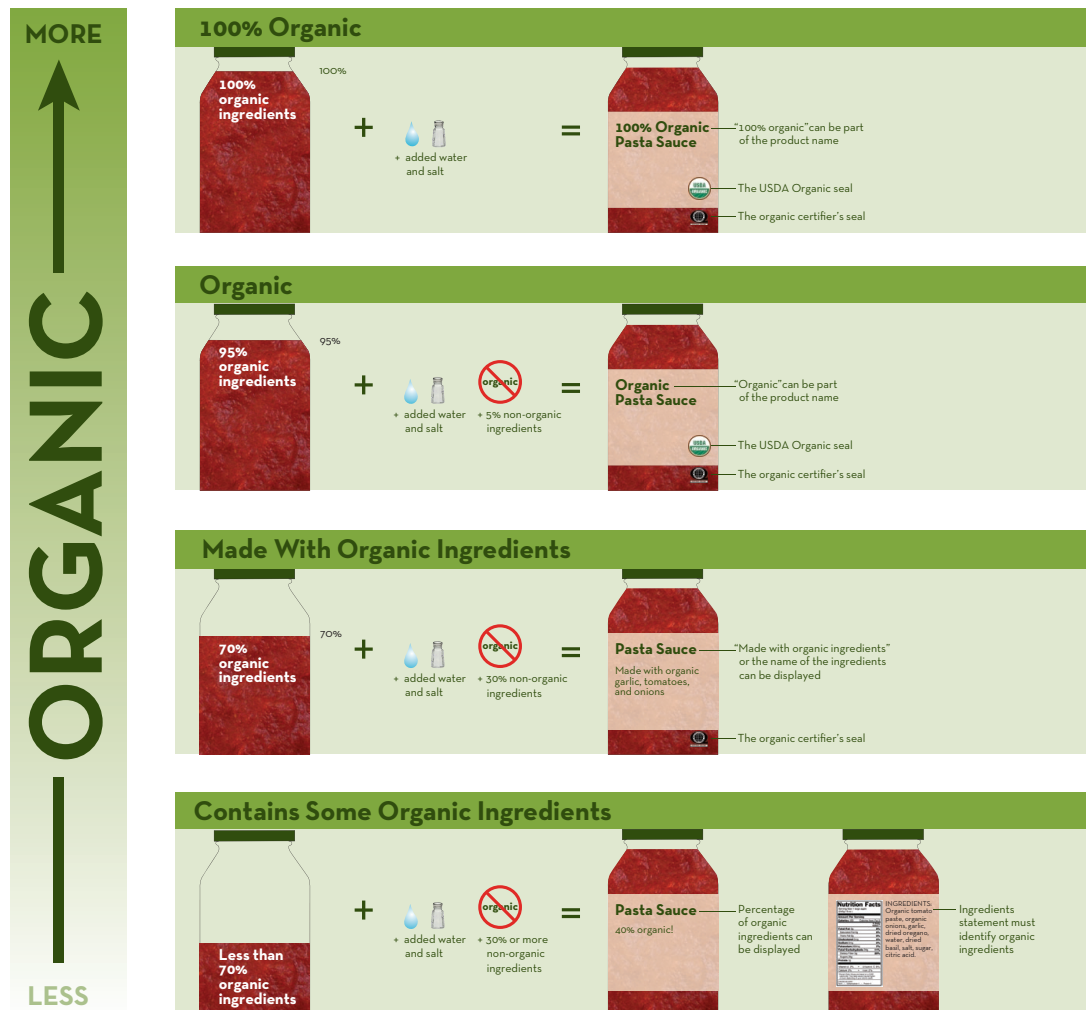 MORE
ORGANIC
LESS
100% Organic
100%
organic
ingredients
100%
+
+ added water
and salt
=
100% Organic
Pasta Sauce
USDA
ORGANIC
“100% organic”can be part
of the product name
The USDA Organic seal
The organic certifier’s seal
Organic
95%
organic
ingredients
95%
+
+ added water
and salt
organic
+ 5% non-organic
ingredients
=
Organic
Pasta Sauce
USDA
ORGANIC
“Organic”can be part
of the product name
The USDA Organic seal
The organic certifier’s seal
Made With Organic Ingredients
70%
organic
ingredients
70%
+
+ added water
and salt
organic
+ 30% non-organic
ingredients
=
Pasta Sauce
Made with organic
garlic, tomatoes,
and onions
“Made with organic ingredients”
or the name of the ingredients
can be displayed
The organic certifier’s seal
Contains Some Organic Ingredients
Less than
70%
organic
ingredients
+
+ added water
and salt
organic
+ 30% or more
non-organic
ingredients
=
Pasta Sauce
40% organic!
Percentage
of organic
ingredients can
be displayed
Nutrition Facts
INGREDIENTS:
Organic tomato
paste, organic
onions, garlic,
dried oregano,
water, dried
basil, salt, sugar,
citric acid.
Ingredients
statement must
identify organic
ingredients